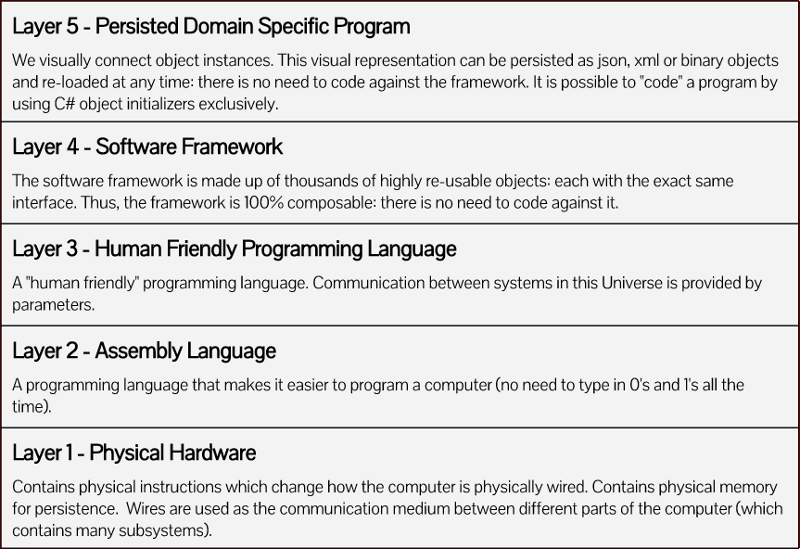 Layer 5 - Persisted Domain Specific Program
We visually connect object instances. This visual representation can be persisted as json, xml or binary objects
and re-loaded at any time: there is no need to code against the framework. It is possible to "code" a program by
using C# object initializers exclusively.
Layer 4 - Software Framework
The software framework is made up of thousands of highly re-usable objects: each with the exact same
interface. Thus, the framework is 100% composable: there is no need to code against it.
Layer 3 - Human Friendly Programming Language
A "human friendly" programming language. Communication between systems in this Universe is provided by
parameters.
Layer 2 - Assembly Language
A programming language that makes it easier to program a computer (no need to type in 0's and 1's all the
time).
Layer 1 - Physical Hardware
Contains physical instructions which change how the computer is physically wired. Contains physical memory
for persistence.  Wires are used as the communication medium between different parts of the computer (which
contains many subsystems).